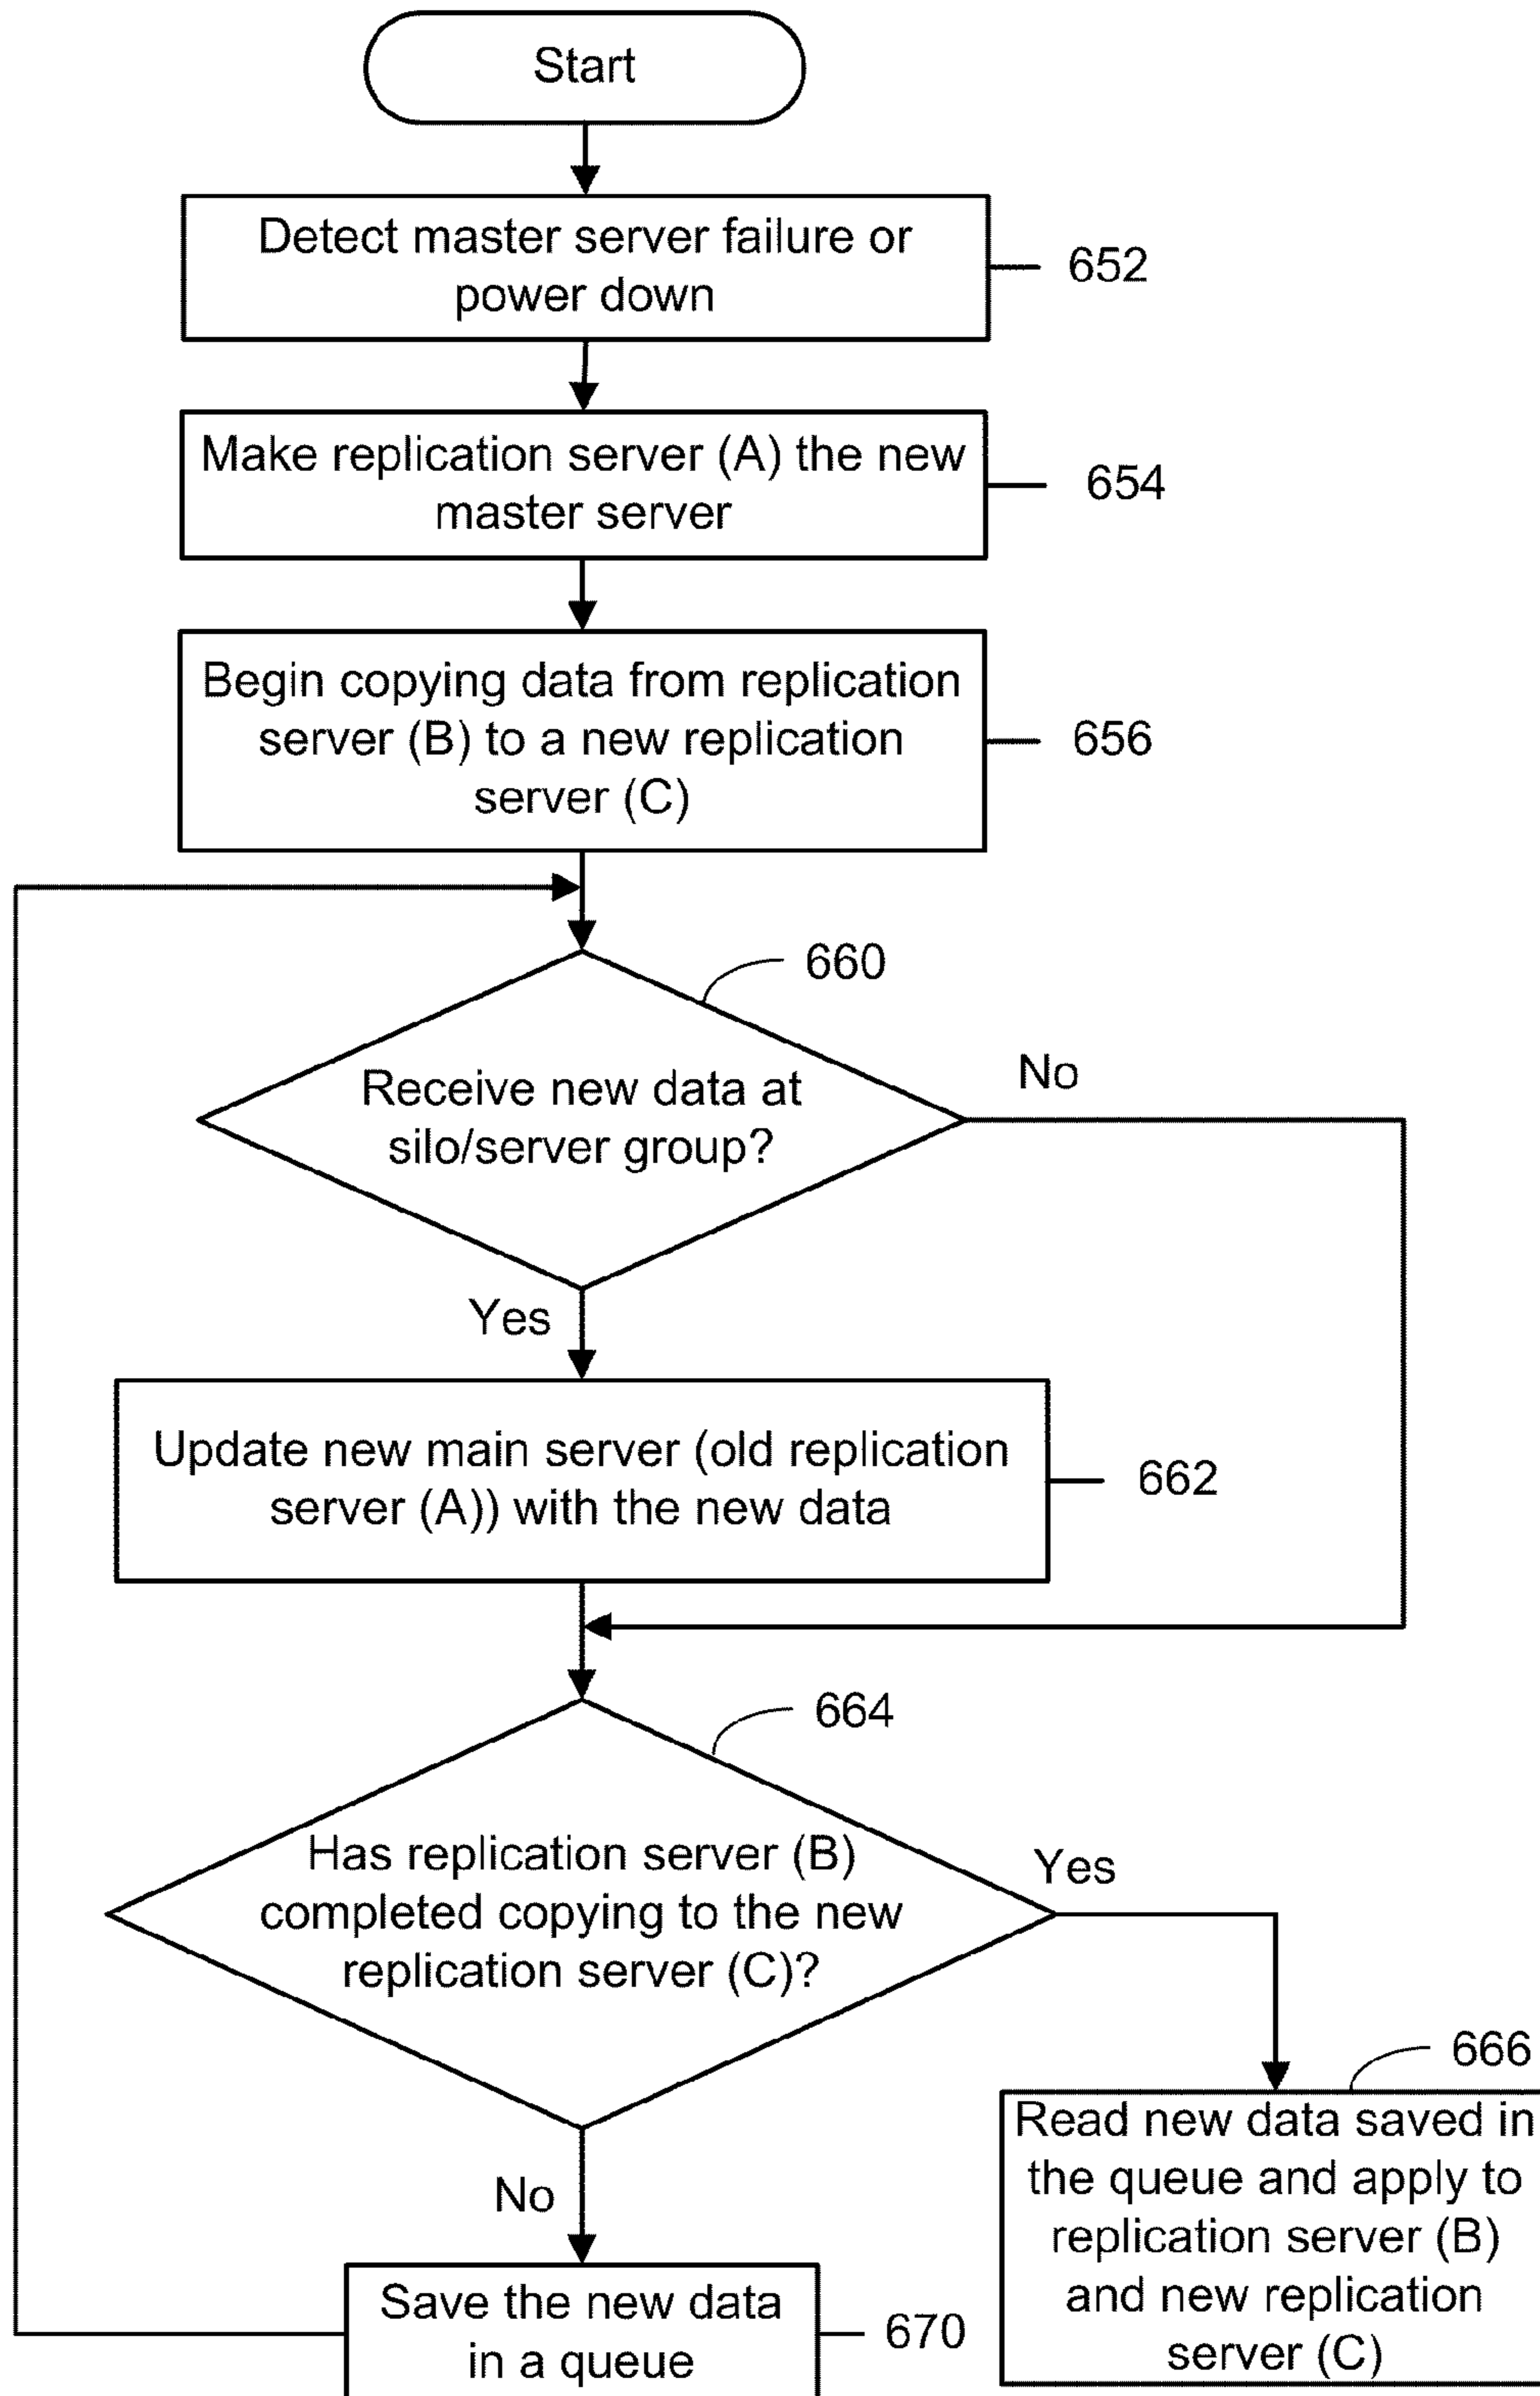 Start
Detect master server failure or
power down
652
Make replication server (A) the new
master server
654
Begin copying data from replication
server (B) to a new replication
server (C)
656
660
Receive new data at
silo/server group?
No
Yes
Update new main server (old replication
server (A)) with the new data
662
664
Has replication server (B)
completed copying to the new
replication server (C)?
Yes
666
Read new data saved in
the queue and apply to
replication server (B)
and new replication
server (C)
No
Save the new data
in a queue
670